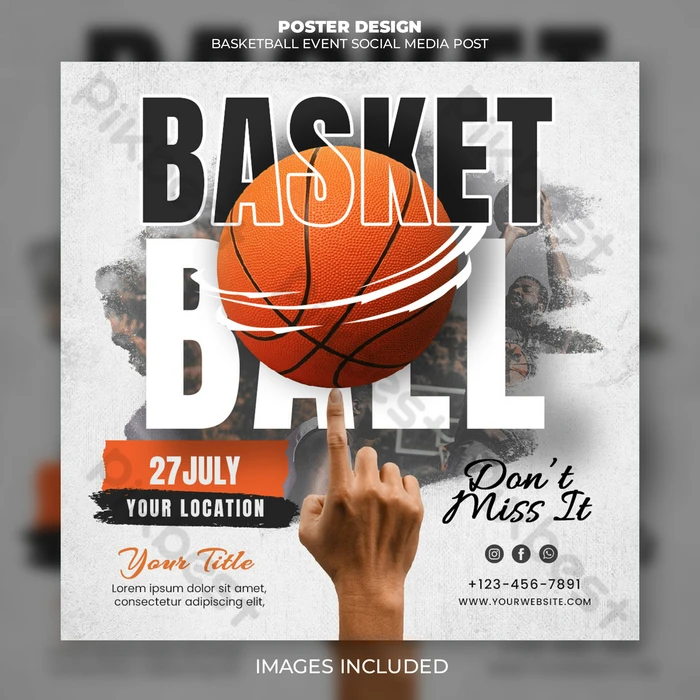 POSTER DESIGN
BASKETBALL EVENT SOCIAL MEDIA POST
BASKET
BALL
27JULY
YOUR LOCATION
Your Title
Lorem ipsum dolor sit amet,
consectetur adipiscing elit,
Don't
Miss It
+123-456-7891
WWW.YOURWEBSITE.COM
IMAGES INCLUDED
pikbest